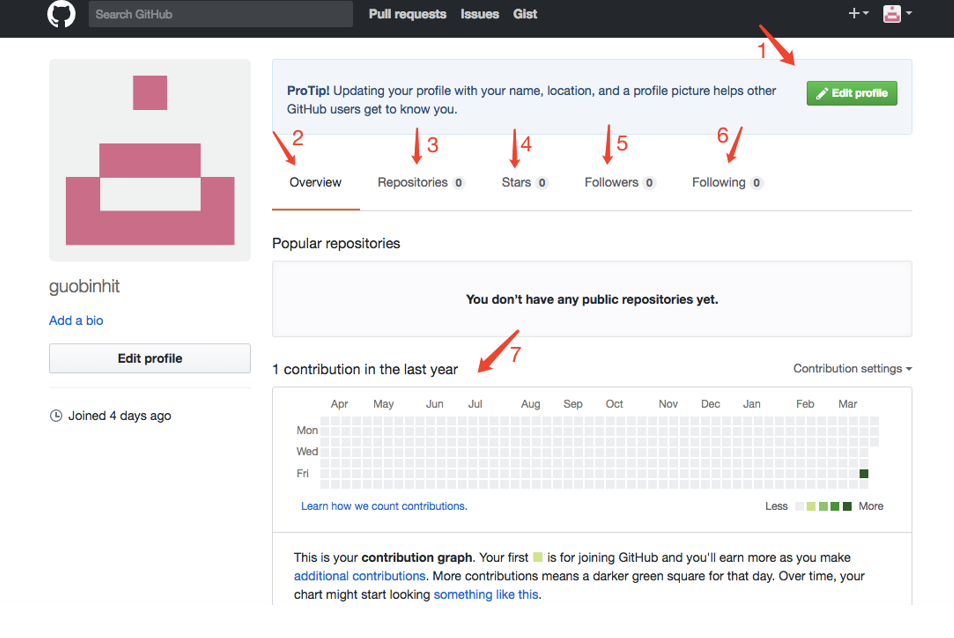 Search GitHub Pull requests Issues Gist
1
ProTip! Updating your profile with your name, location, and a profile picture helps other
GitHub users get to know you.
Edit profile
2 3 4 5 6
Overview Repositories 0 Stars 0 Followers 0 Following 0
Popular repositories
You don't have any public repositories yet.
guobinhit
Add a bio
Edit profile
Joined 4 days ago
7
1 contribution in the last year Contribution settings
Apr May Jun Jul Aug Sep Oct Nov Dec Jan Feb Mar
Mon
Wed
Fri
Learn how we count contributions. Less More
This is your contribution graph. Your first is for joining GitHub and you'll earn more as you make
additional contributions. More contributions means a darker green square for that day. Over time, your
chart might start looking something like this.